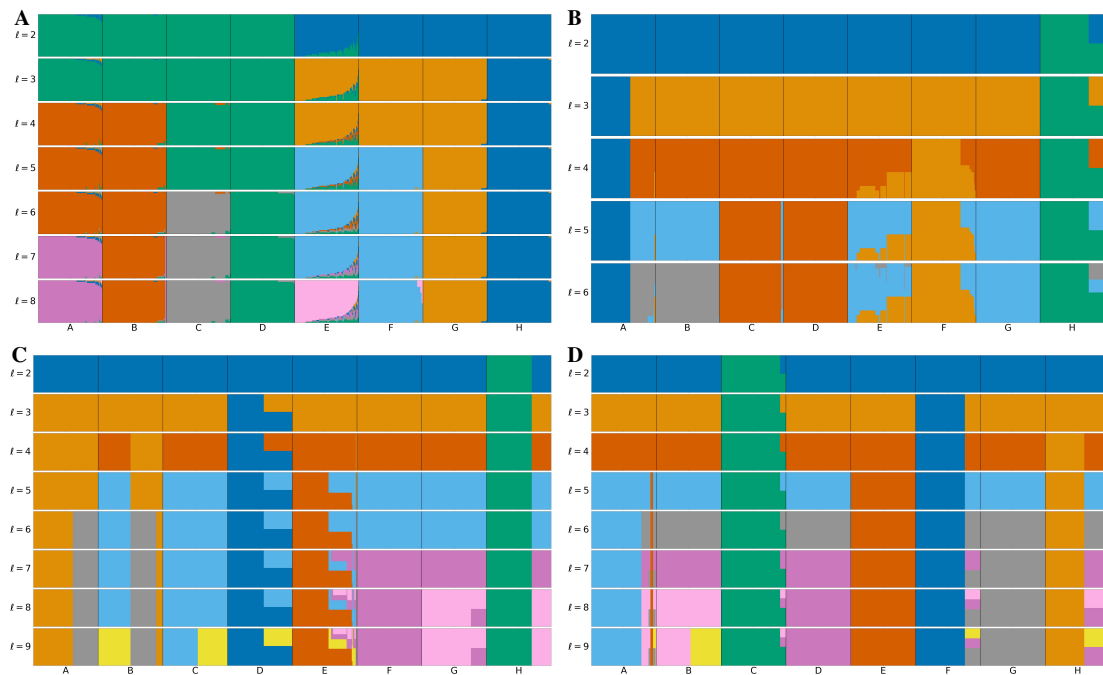 A
ℓ = 2
ℓ = 3
ℓ = 4
ℓ = 5
ℓ = 6
ℓ = 7
ℓ = 8
A B C D E F G H
B
ℓ = 2
ℓ = 3
ℓ = 4
ℓ = 5
ℓ = 6
A B C D E F G H
C
ℓ = 2
ℓ = 3
ℓ = 4
ℓ = 5
ℓ = 6
ℓ = 7
ℓ = 8
ℓ = 9
A B C D E F G H
D
ℓ = 2
ℓ = 3
ℓ = 4
ℓ = 5
ℓ = 6
ℓ = 7
ℓ = 8
ℓ = 9
A B C D E F G H